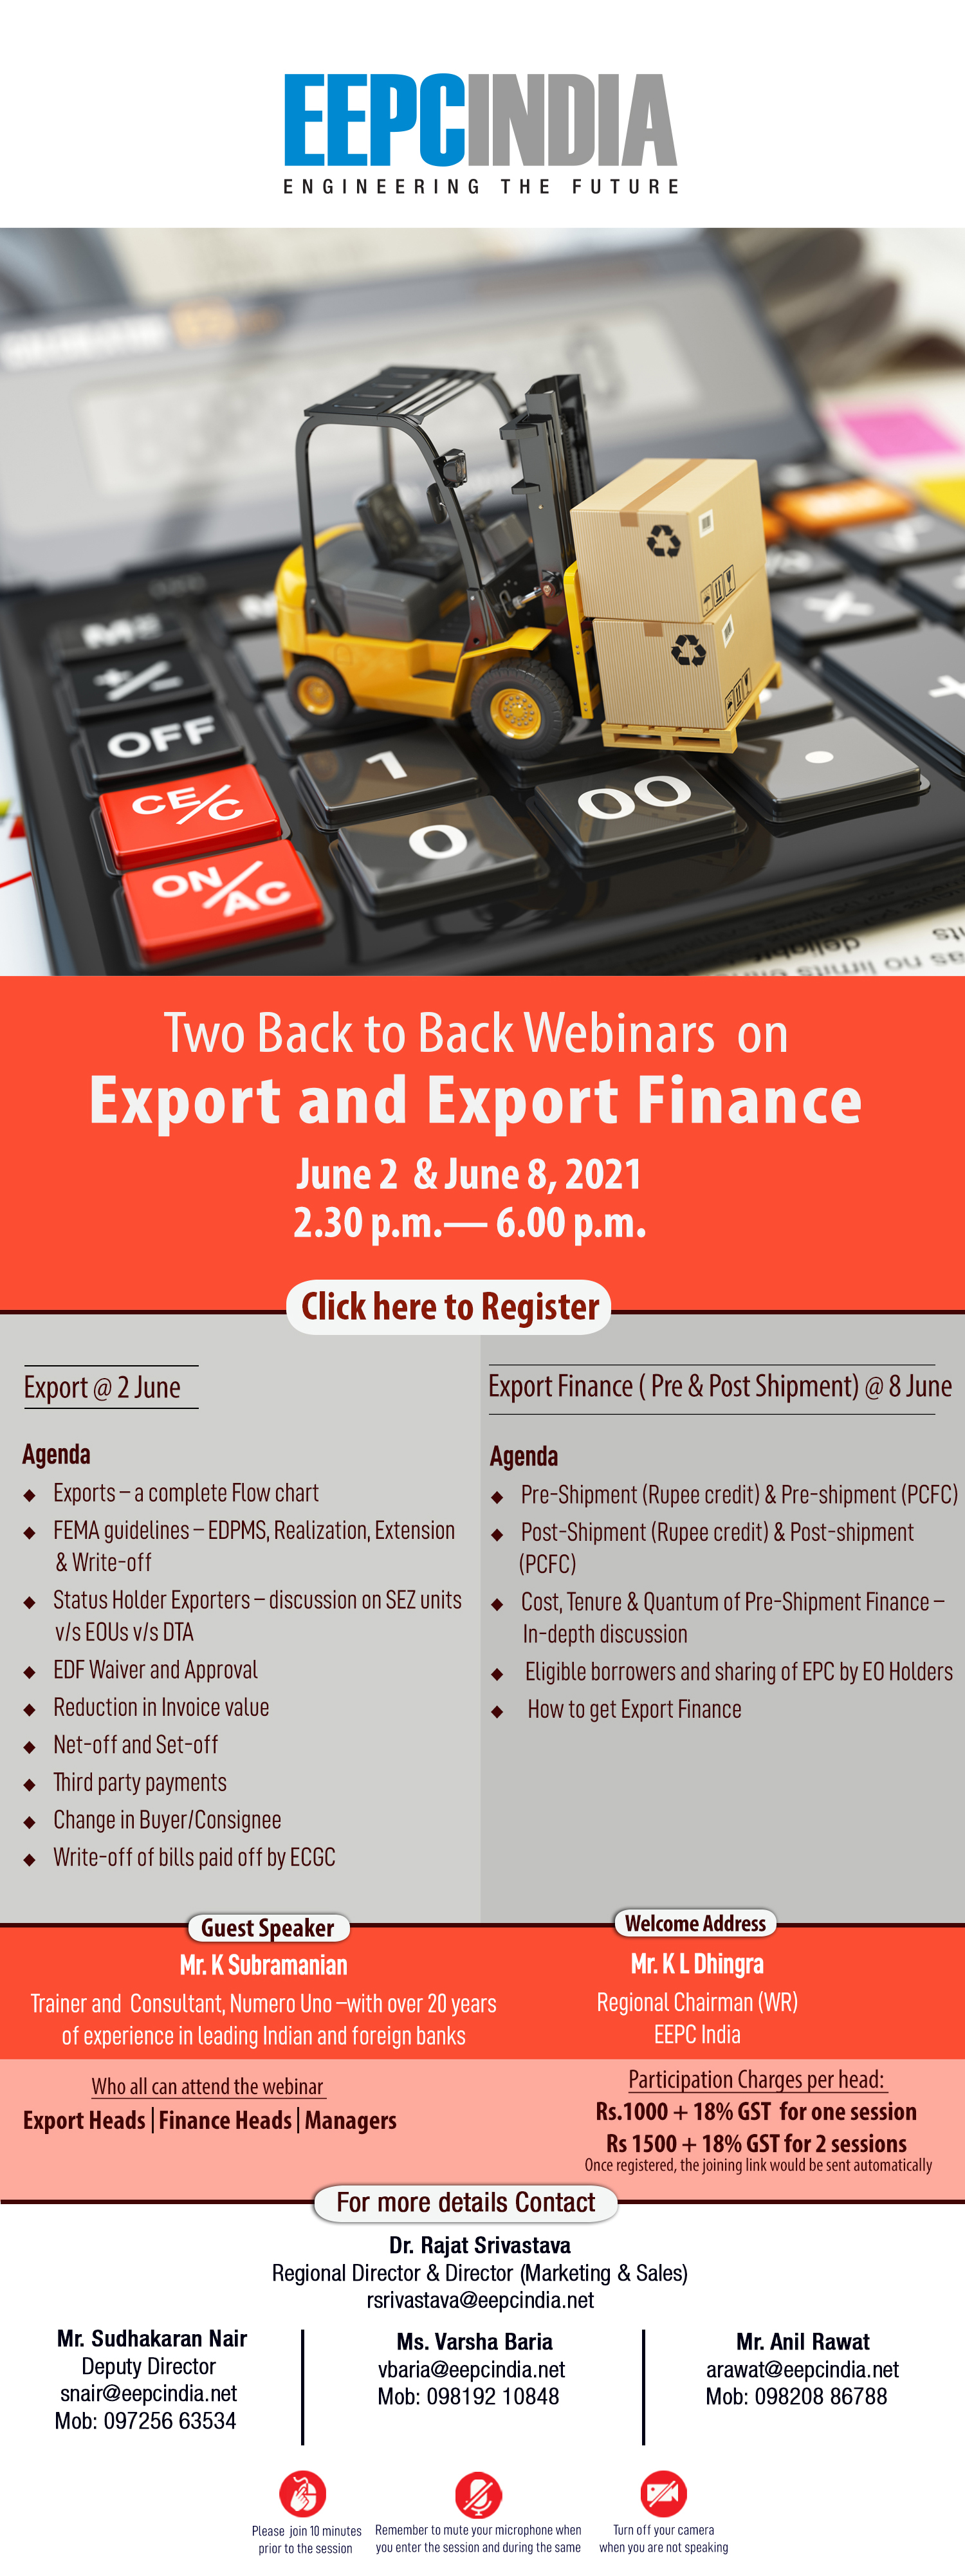 EEPCINDIA
ENGINEERING THE FUTURE
M
OFF
CE/C
ON/AC
1
0
00
Two Back to Back Webinars on
Export and Export Finance
June 2 & June 8, 2021
2.30 p.m.— 6.00 p.m.
Click here to Register
Export @ 2 June
Agenda
Exports – a complete Flow chart
FEMA guidelines – EDPMS, Realization, Extension
& Write-off
Status Holder Exporters – discussion on SEZ units
v/s EOUs v/s DTA
EDF Waiver and Approval
Reduction in Invoice value
Net-off and Set-off
Third party payments
Change in Buyer/Consignee
Write-off of bills paid off by ECGC
Export Finance ( Pre & Post Shipment) @ 8 June
Agenda
Pre-Shipment (Rupee credit) & Pre-shipment (PCFC)
Post-Shipment (Rupee credit) & Post-shipment
(PCFC)
Cost, Tenure & Quantum of Pre-Shipment Finance –
In-depth discussion
Eligible borrowers and sharing of EPC by EO Holders
How to get Export Finance
Guest Speaker
Mr. K Subramanian
Trainer and Consultant, Numero Uno –with over 20 years
of experience in leading Indian and foreign banks
Welcome Address
Mr. K L Dhingra
Regional Chairman (WR)
EEPC India
Who all can attend the webinar
Export Heads | Finance Heads | Managers
Participation Charges per head:
Rs.1000 + 18% GST for one session
Rs 1500 + 18% GST for 2 sessions
Once registered, the joining link would be sent automatically
For more details Contact
Dr. Rajat Srivastava
Regional Director & Director (Marketing & Sales)
rsrivastava@eepcindia.net
Mr. Sudhakaran Nair
Deputy Director
snair@eepcindia.net
Mob: 097256 63534
Ms. Varsha Baria
vbaria@eepcindia.net
Mob: 098192 10848
Mr. Anil Rawat
arawat@eepcindia.net
Mob: 098208 86788
Please join 10 minutes
prior to the session
Remember to mute your microphone when
you enter the session and during the same
Turn off your camera
when you are not speaking